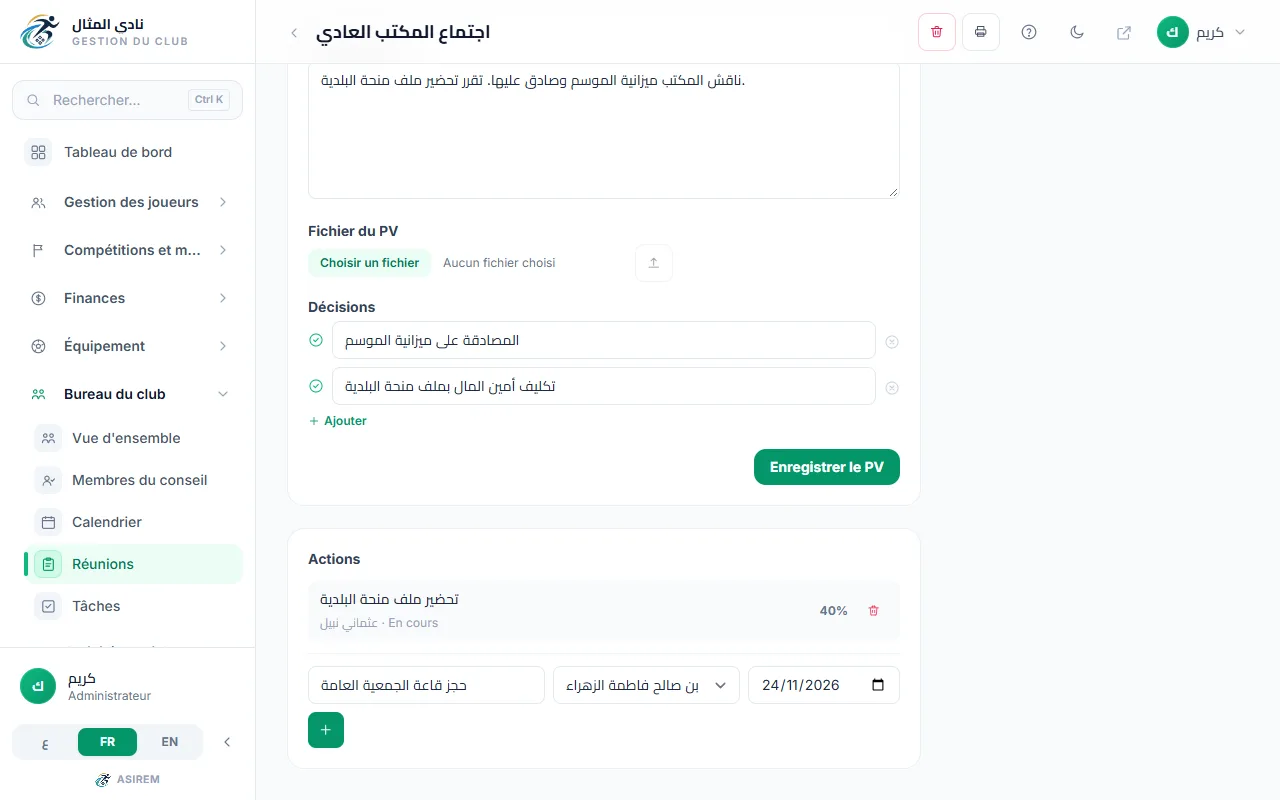 نادي المثال
GESTION DU CLUB
Rechercher...
Ctrl K
Tableau de bord
Gestion des joueurs
Compétitions et m...
Finances
Équipement
Bureau du club
Vue d'ensemble
Membres du conseil
Calendrier
Réunions
Tâches
كريم
Administrateur
ع
FR
EN
ASIREM
اجتماع المكتب العادي
ك
كريم
ناقش المكتب ميزانية الموسم وصادق عليها. تقرر تحضير ملف منحة البلدية.
Fichier du PV
Choisir un fichier
Aucun fichier choisi
Décisions
المصادقة على ميزانية الموسم
تكليف أمين المال بملف منحة البلدية
+ Ajouter
Enregistrer le PV
Actions
تحضير ملف منحة البلدية
عثماني نبيل · En cours
40%
حجز قاعة الجمعية العامة
بن صالح فاطمة الزهراء
24/11/2026
+